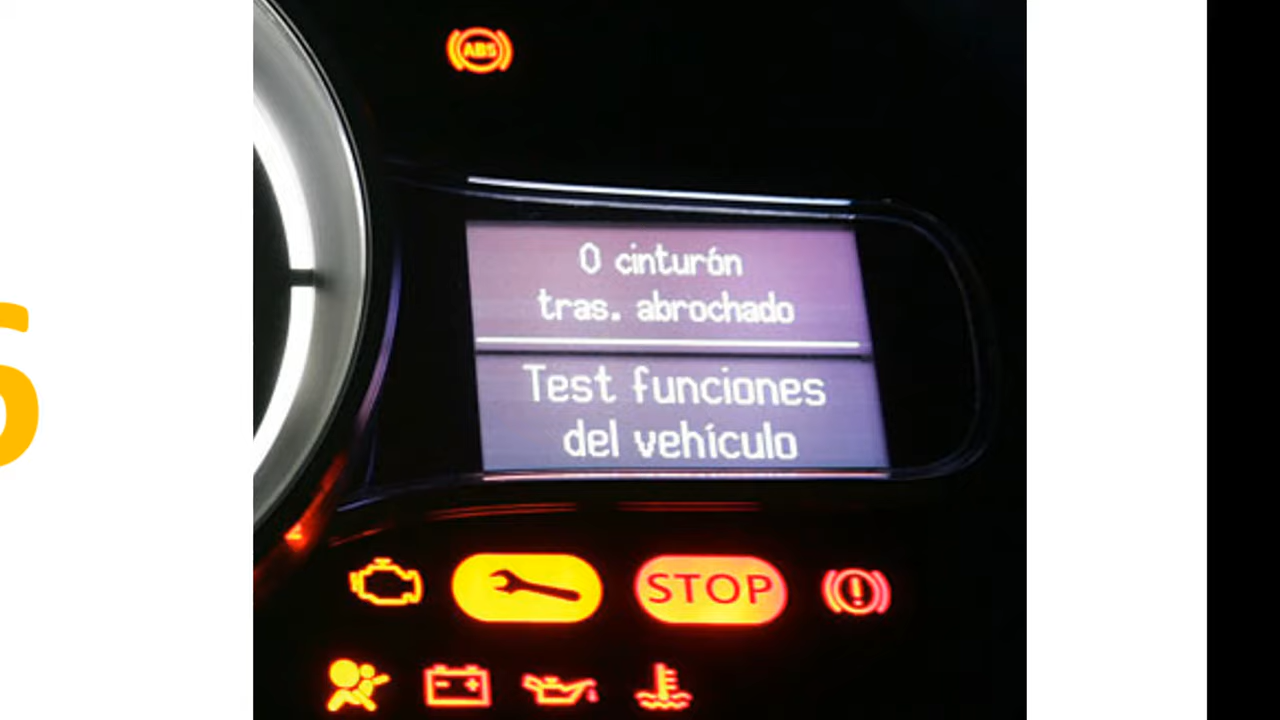 ABS
0 cinturón
tras. abrochado
Test funciones
del vehículo
STOP